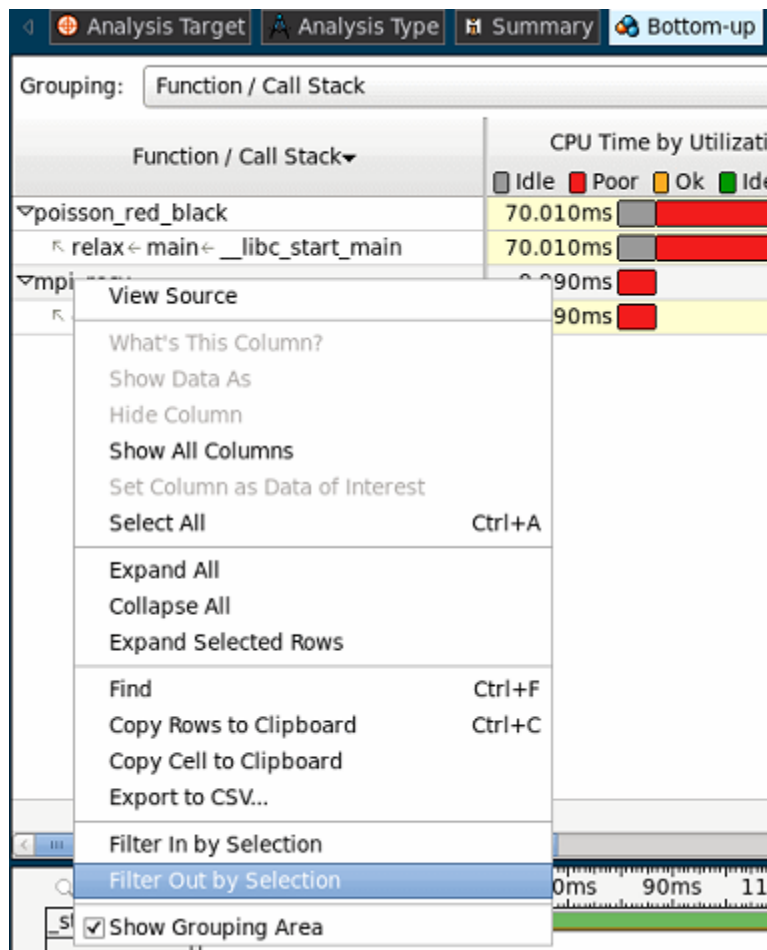 Analysis Target Analysis Type Summary Bottom-up
Grouping: Function / Call Stack
Function / Call Stack CPU Time by Utilizati
Idle Poor Ok Ide
poisson_red_black 70.010ms
relax← main← __libc_start_main 70.010ms
View Source
What's This Column?
Show Data As
Hide Column
Show All Columns
Set Column as Data of Interest
Select All Ctrl+A
Expand All
Collapse All
Expand Selected Rows
Find Ctrl+F
Copy Rows to Clipboard Ctrl+C
Copy Cell to Clipboard
Export to CSV...
Filter In by Selection
Filter Out by Selection
0ms 90ms 11
Show Grouping Area